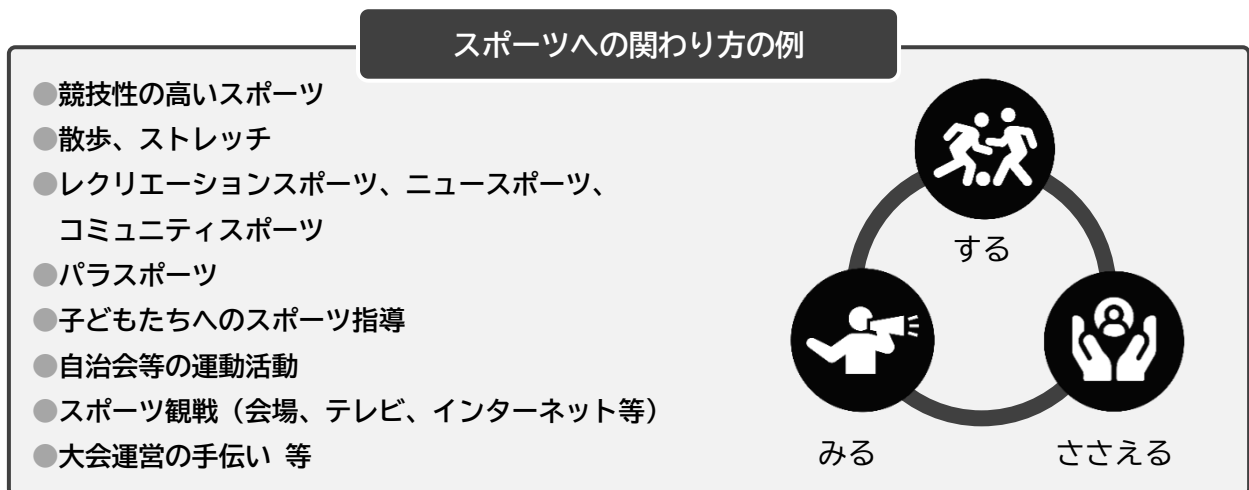 スポーツへの関わり方の例
●競技性の高いスポーツ
●散歩、ストレッチ
●レクリエーションスポーツ、ニュースポーツ、
コミュニティスポーツ
●パラスポーツ
●子どもたちへのスポーツ指導
●自治会等の運動活動
●スポーツ観戦（会場、テレビ、インターネット等）
●大会運営の手伝い 等
する
みる
ささえる